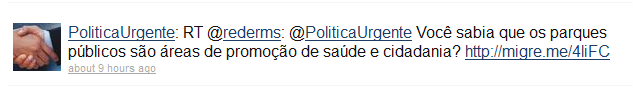 PoliticaUrgente: RT @rederms: @PoliticaUrgente Você sabia que os parques
públicos são áreas de promoção de saúde e cidadania? http://migre.me/4liFC
about 9 hours ago